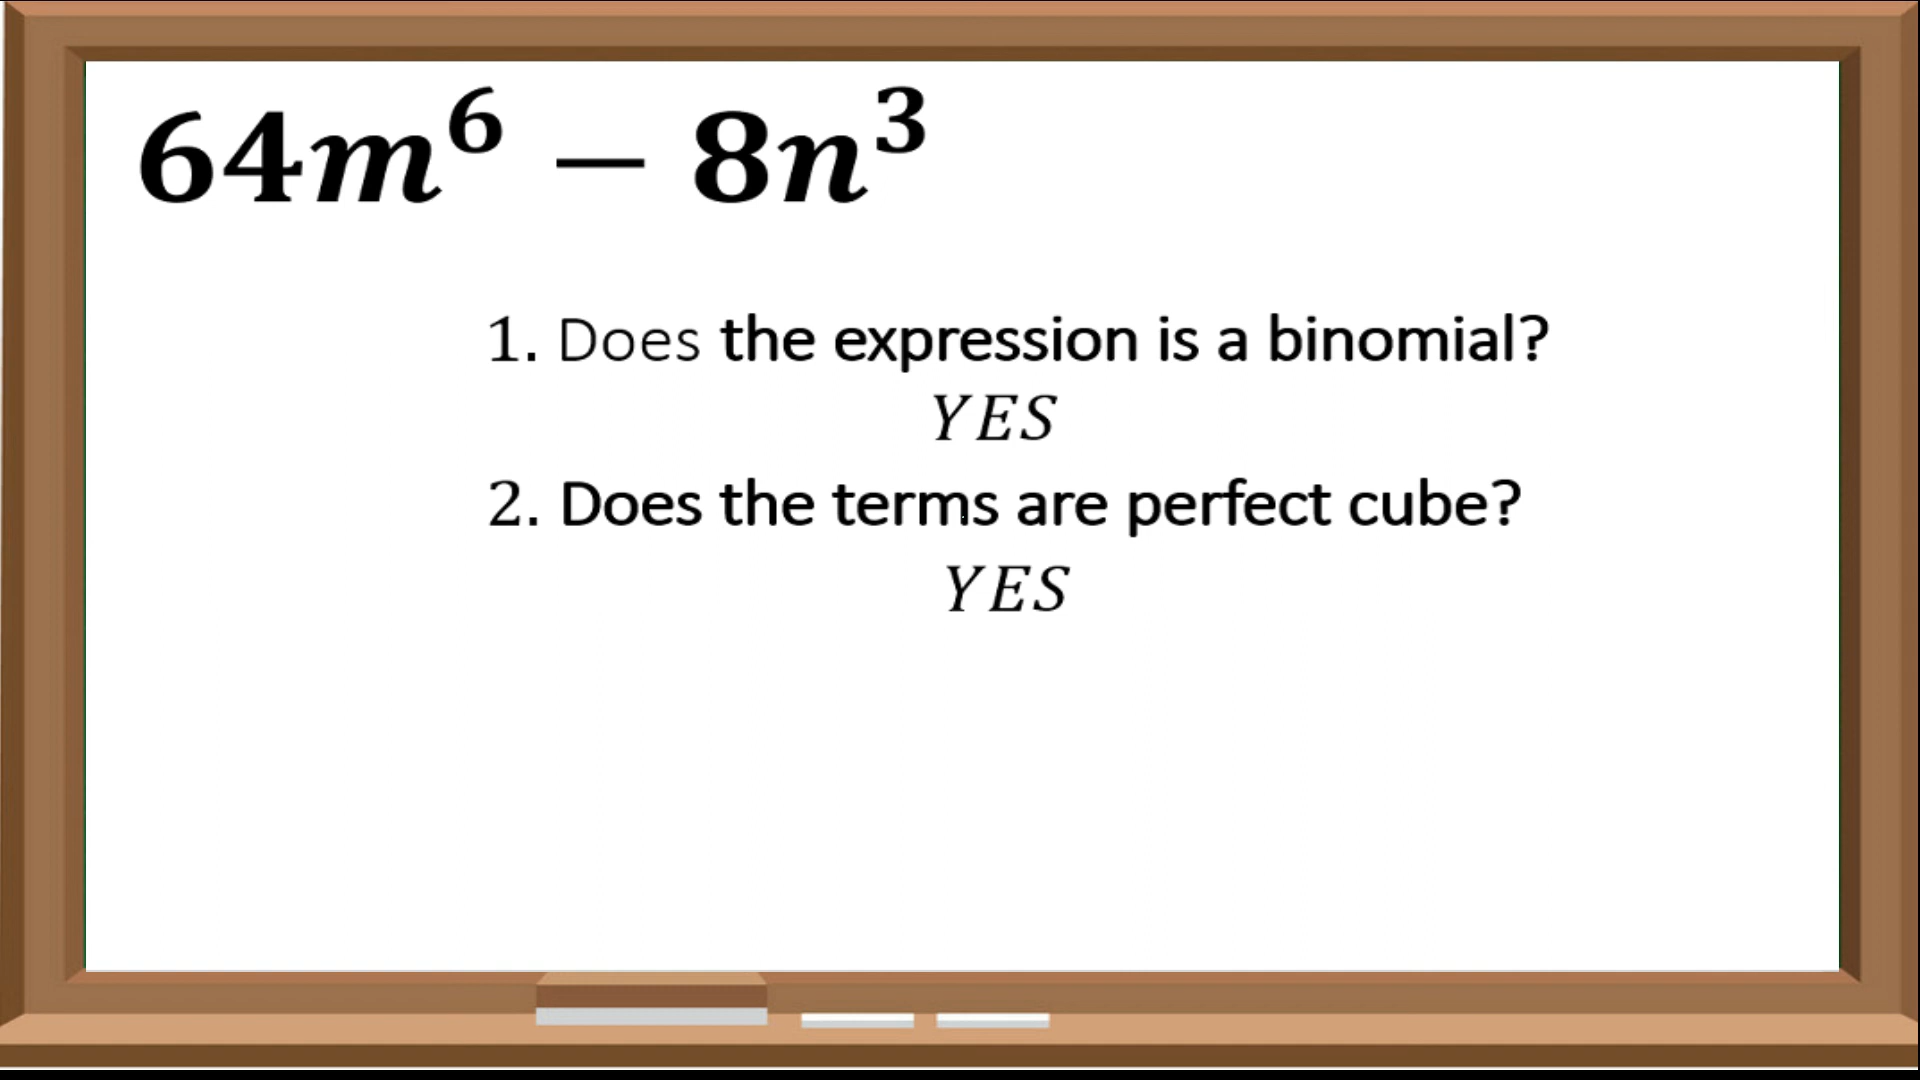 64m⁶ − 8n³
1. Does the expression is a binomial?
YES
2. Does the terms are perfect cube?
YES